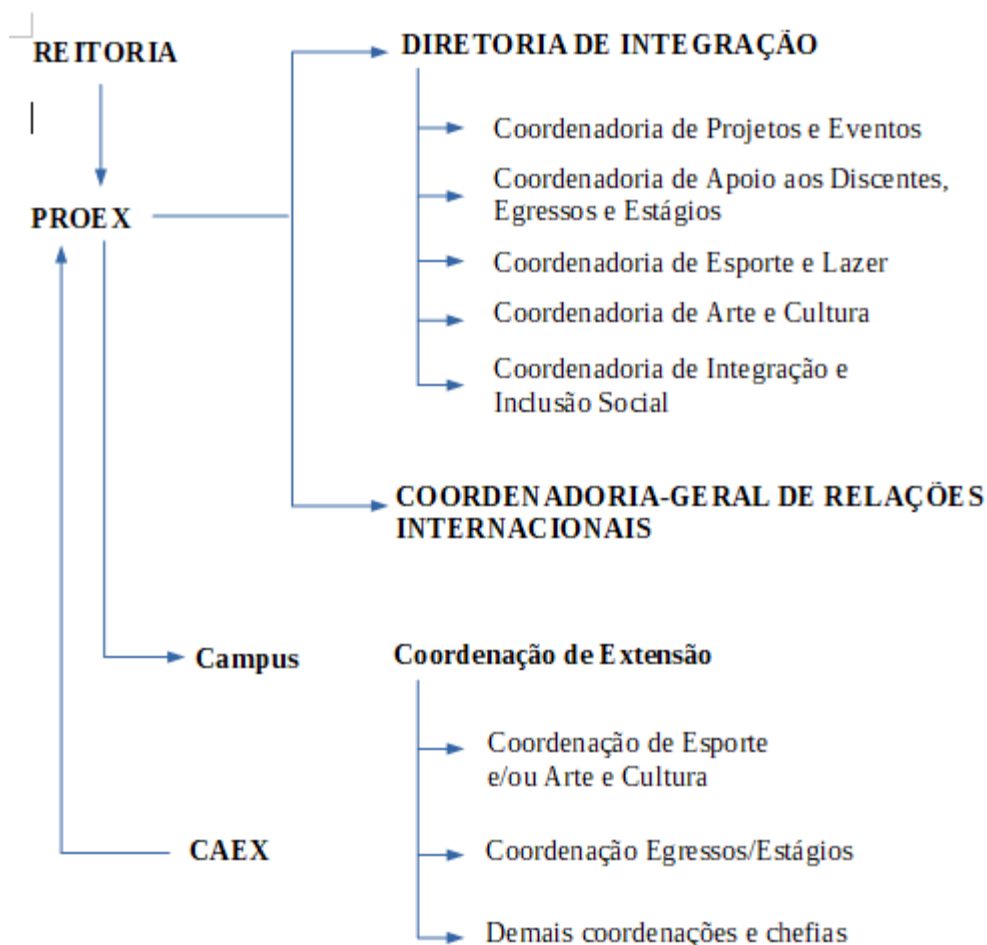 REITORIA
DIRETORIA DE INTEGRAÇÃO
Coordenadoria de Projetos e Eventos
Coordenadoria de Apoio aos Discentes,
Egressos e Estágios
PROEX
Coordenadoria de Esporte e Lazer
Coordenadoria de Arte e Cultura
Coordenadoria de Integração e
Inclusão Social
COORDENADORIA-GERAL DE RELAÇÕES
INTERNACIONAIS
Campus
Coordenação de Extensão
Coordenação de Esporte
e/ou Arte e Cultura
CAEX
Coordenação Egressos/Estágios
Demais coordenações e chefias